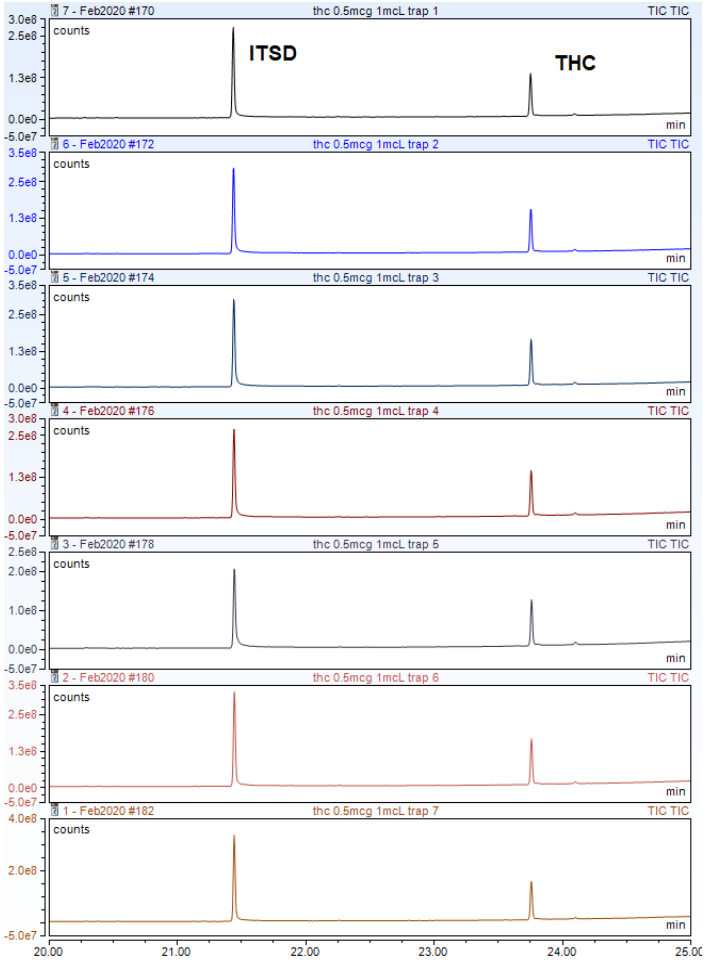 7 - Feb2020 #170 thc 0.5mcg 1mcL trap 1 TIC TIC
3.0e8
2.5e8
1.3e8
0.0e0
-5.0e7
counts
ITSD
THC
min
6 - Feb2020 #172 thc 0.5mcg 1mcL trap 2 TIC TIC
3.5e8
2.5e8
1.3e8
0.0e0
-5.0e7
counts
min
5 - Feb2020 #174 thc 0.5mcg 1mcL trap 3 TIC TIC
3.5e8
2.5e8
1.3e8
0.0e0
-5.0e7
counts
min
4 - Feb2020 #176 thc 0.5mcg 1mcL trap 4 TIC TIC
3.0e8
2.5e8
1.3e8
0.0e0
-5.0e7
counts
min
3 - Feb2020 #178 thc 0.5mcg 1mcL trap 5 TIC TIC
2.5e8
2.0e8
1.0e8
0.0e0
-5.0e7
counts
min
2 - Feb2020 #180 thc 0.5mcg 1mcL trap 6 TIC TIC
3.5e8
2.5e8
1.3e8
0.0e0
-5.0e7
counts
min
1 - Feb2020 #182 thc 0.5mcg 1mcL trap 7 TIC TIC
4.0e8
2.0e8
-5.0e7
counts
min
20.00 21.00 22.00 23.00 24.00 25.00